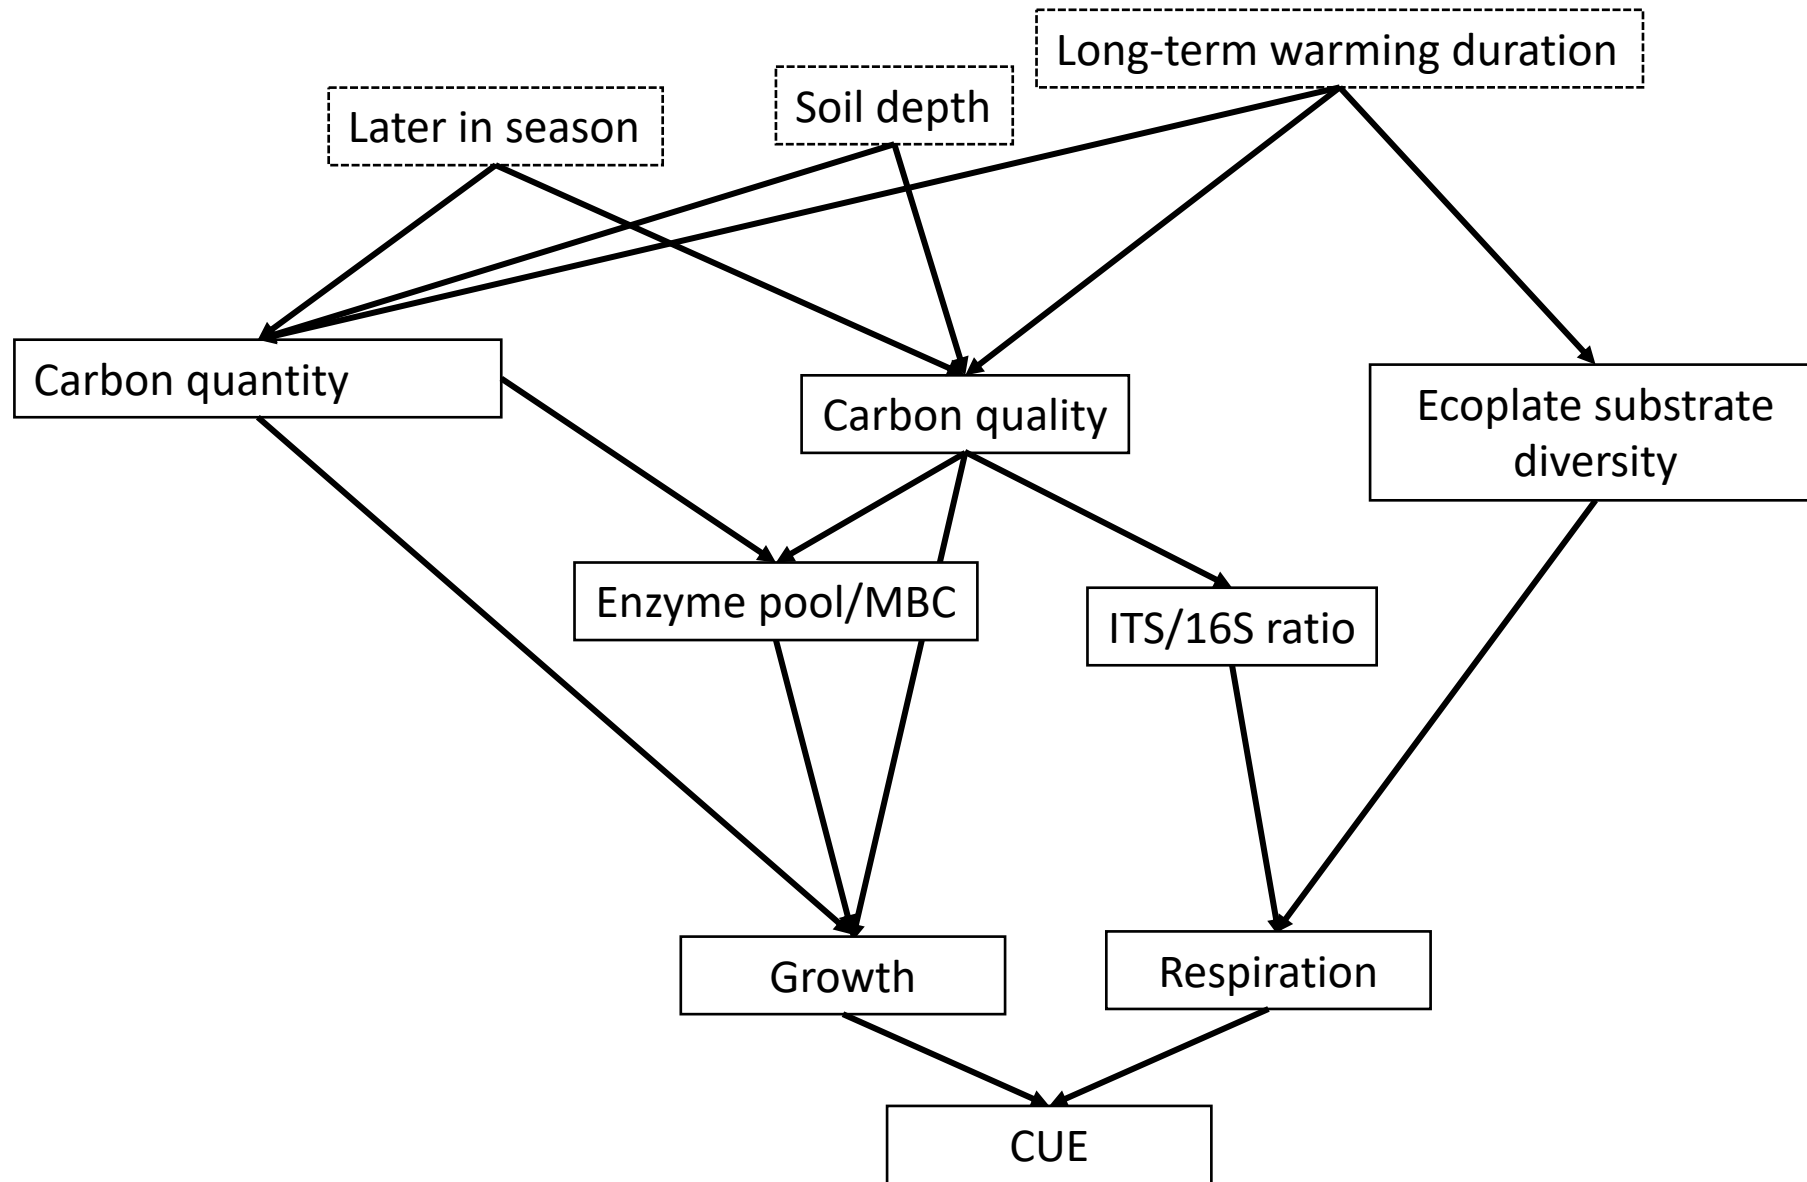 Long-term warming duration
Soil depth
Later in season
Carbon quantity
Carbon quality
Ecoplate substrate
diversity
Enzyme pool/MBC
ITS/16S ratio
Growth
Respiration
CUE